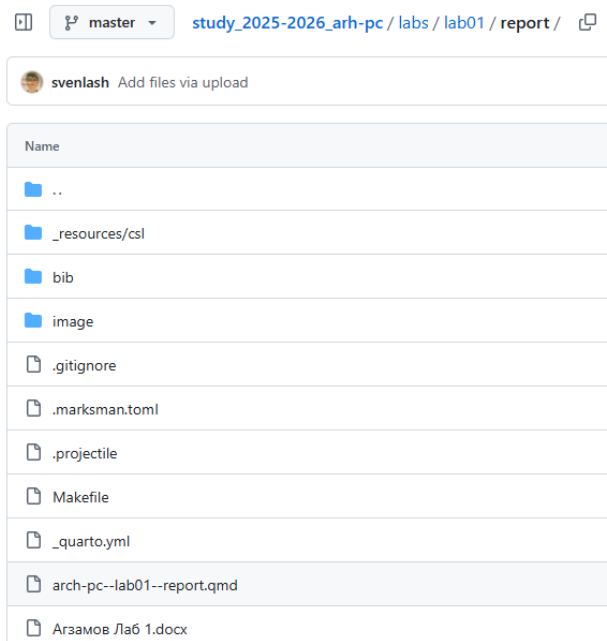 master
study_2025-2026_arh-pc / labs / lab01 / report /
svenlash Add files via upload
Name
..
_resources/csl
bib
image
.gitignore
.marksman.toml
.projectile
Makefile
_quarto.yml
arch-pc--lab01--report.qmd
Агзамов Лаб 1.docx